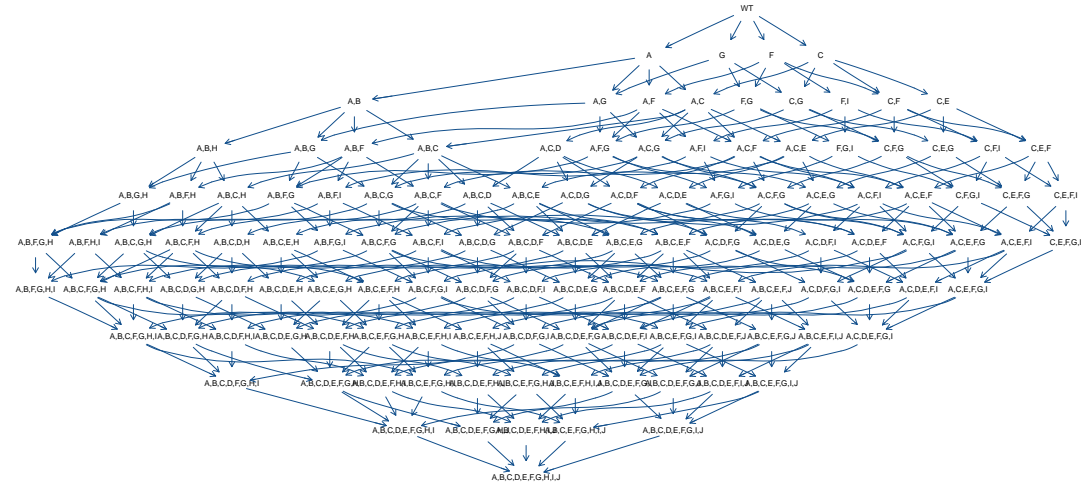 WT
A G F C
A,B A,G A,F A,C F,G C,G F,I C,F C,E
A,B,H A,B,G A,B,F A,B,C A,C,D A,F,G A,C,G A,F,I A,C,F A,C,E F,G,I C,F,G C,E,G C,F,I C,E,F
A,B,G,H A,B,F,H A,B,C,H A,B,F,G A,B,F,I A,B,C,G A,B,C,F A,B,C,D A,B,C,E A,C,D,G A,C,D,F A,C,D,E A,F,G,I A,C,F,G A,C,E,G A,C,F,I A,C,E,F C,F,G,I C,E,F,G C,E,F,I
A,B,F,G,H A,B,F,H,I A,B,C,G,H A,B,C,F,H A,B,C,D,H A,B,C,E,H A,B,F,G,I A,B,C,F,G A,B,C,F,I A,B,C,D,G A,B,C,D,F A,B,C,D,E A,B,C,E,G A,B,C,E,F A,C,D,F,G A,C,D,E,G A,C,D,F,I A,C,D,E,F A,C,F,G,I A,C,E,F,G A,C,E,F,I C,E,F,G,I
A,B,F,G,H,I A,B,C,F,G,H A,B,C,F,H,I A,B,C,D,G,H A,B,C,D,F,H A,B,C,D,E,H A,B,C,E,G,H A,B,C,E,F,H A,B,C,F,G,I A,B,C,D,F,G A,B,C,D,F,I A,B,C,D,E,G A,B,C,D,E,F A,B,C,E,F,G A,B,C,E,F,I A,B,C,E,F,J A,C,D,F,G,I A,C,D,E,F,G A,C,D,E,F,I A,C,E,F,G,I
A,B,C,F,G,H,I A,B,C,D,F,G,H A,B,C,D,F,H,I A,B,C,D,E,G,H A,B,C,D,E,F,H A,B,C,E,F,G,H A,B,C,E,F,H,I A,B,C,E,F,H,J A,B,C,D,F,G,I A,B,C,D,E,F,G A,B,C,D,E,F,I A,B,C,E,F,G,I A,B,C,D,E,F,J A,B,C,E,F,G,J A,B,C,E,F,I,J A,C,D,E,F,G,I
A,B,C,D,F,G,H,I A,B,C,D,E,F,G,H A,B,C,D,E,F,H,I A,B,C,E,F,G,H,I A,B,C,D,E,F,H,J A,B,C,E,F,G,H,J A,B,C,E,F,H,I,J A,B,C,D,E,F,G,I A,B,C,D,E,F,G,J A,B,C,D,E,F,I,J A,B,C,E,F,G,I,J
A,B,C,D,E,F,G,H,I A,B,C,D,E,F,G,H,J A,B,C,D,E,F,H,I,J A,B,C,E,F,G,H,I,J A,B,C,D,E,F,G,I,J
A,B,C,D,E,F,G,H,I,J